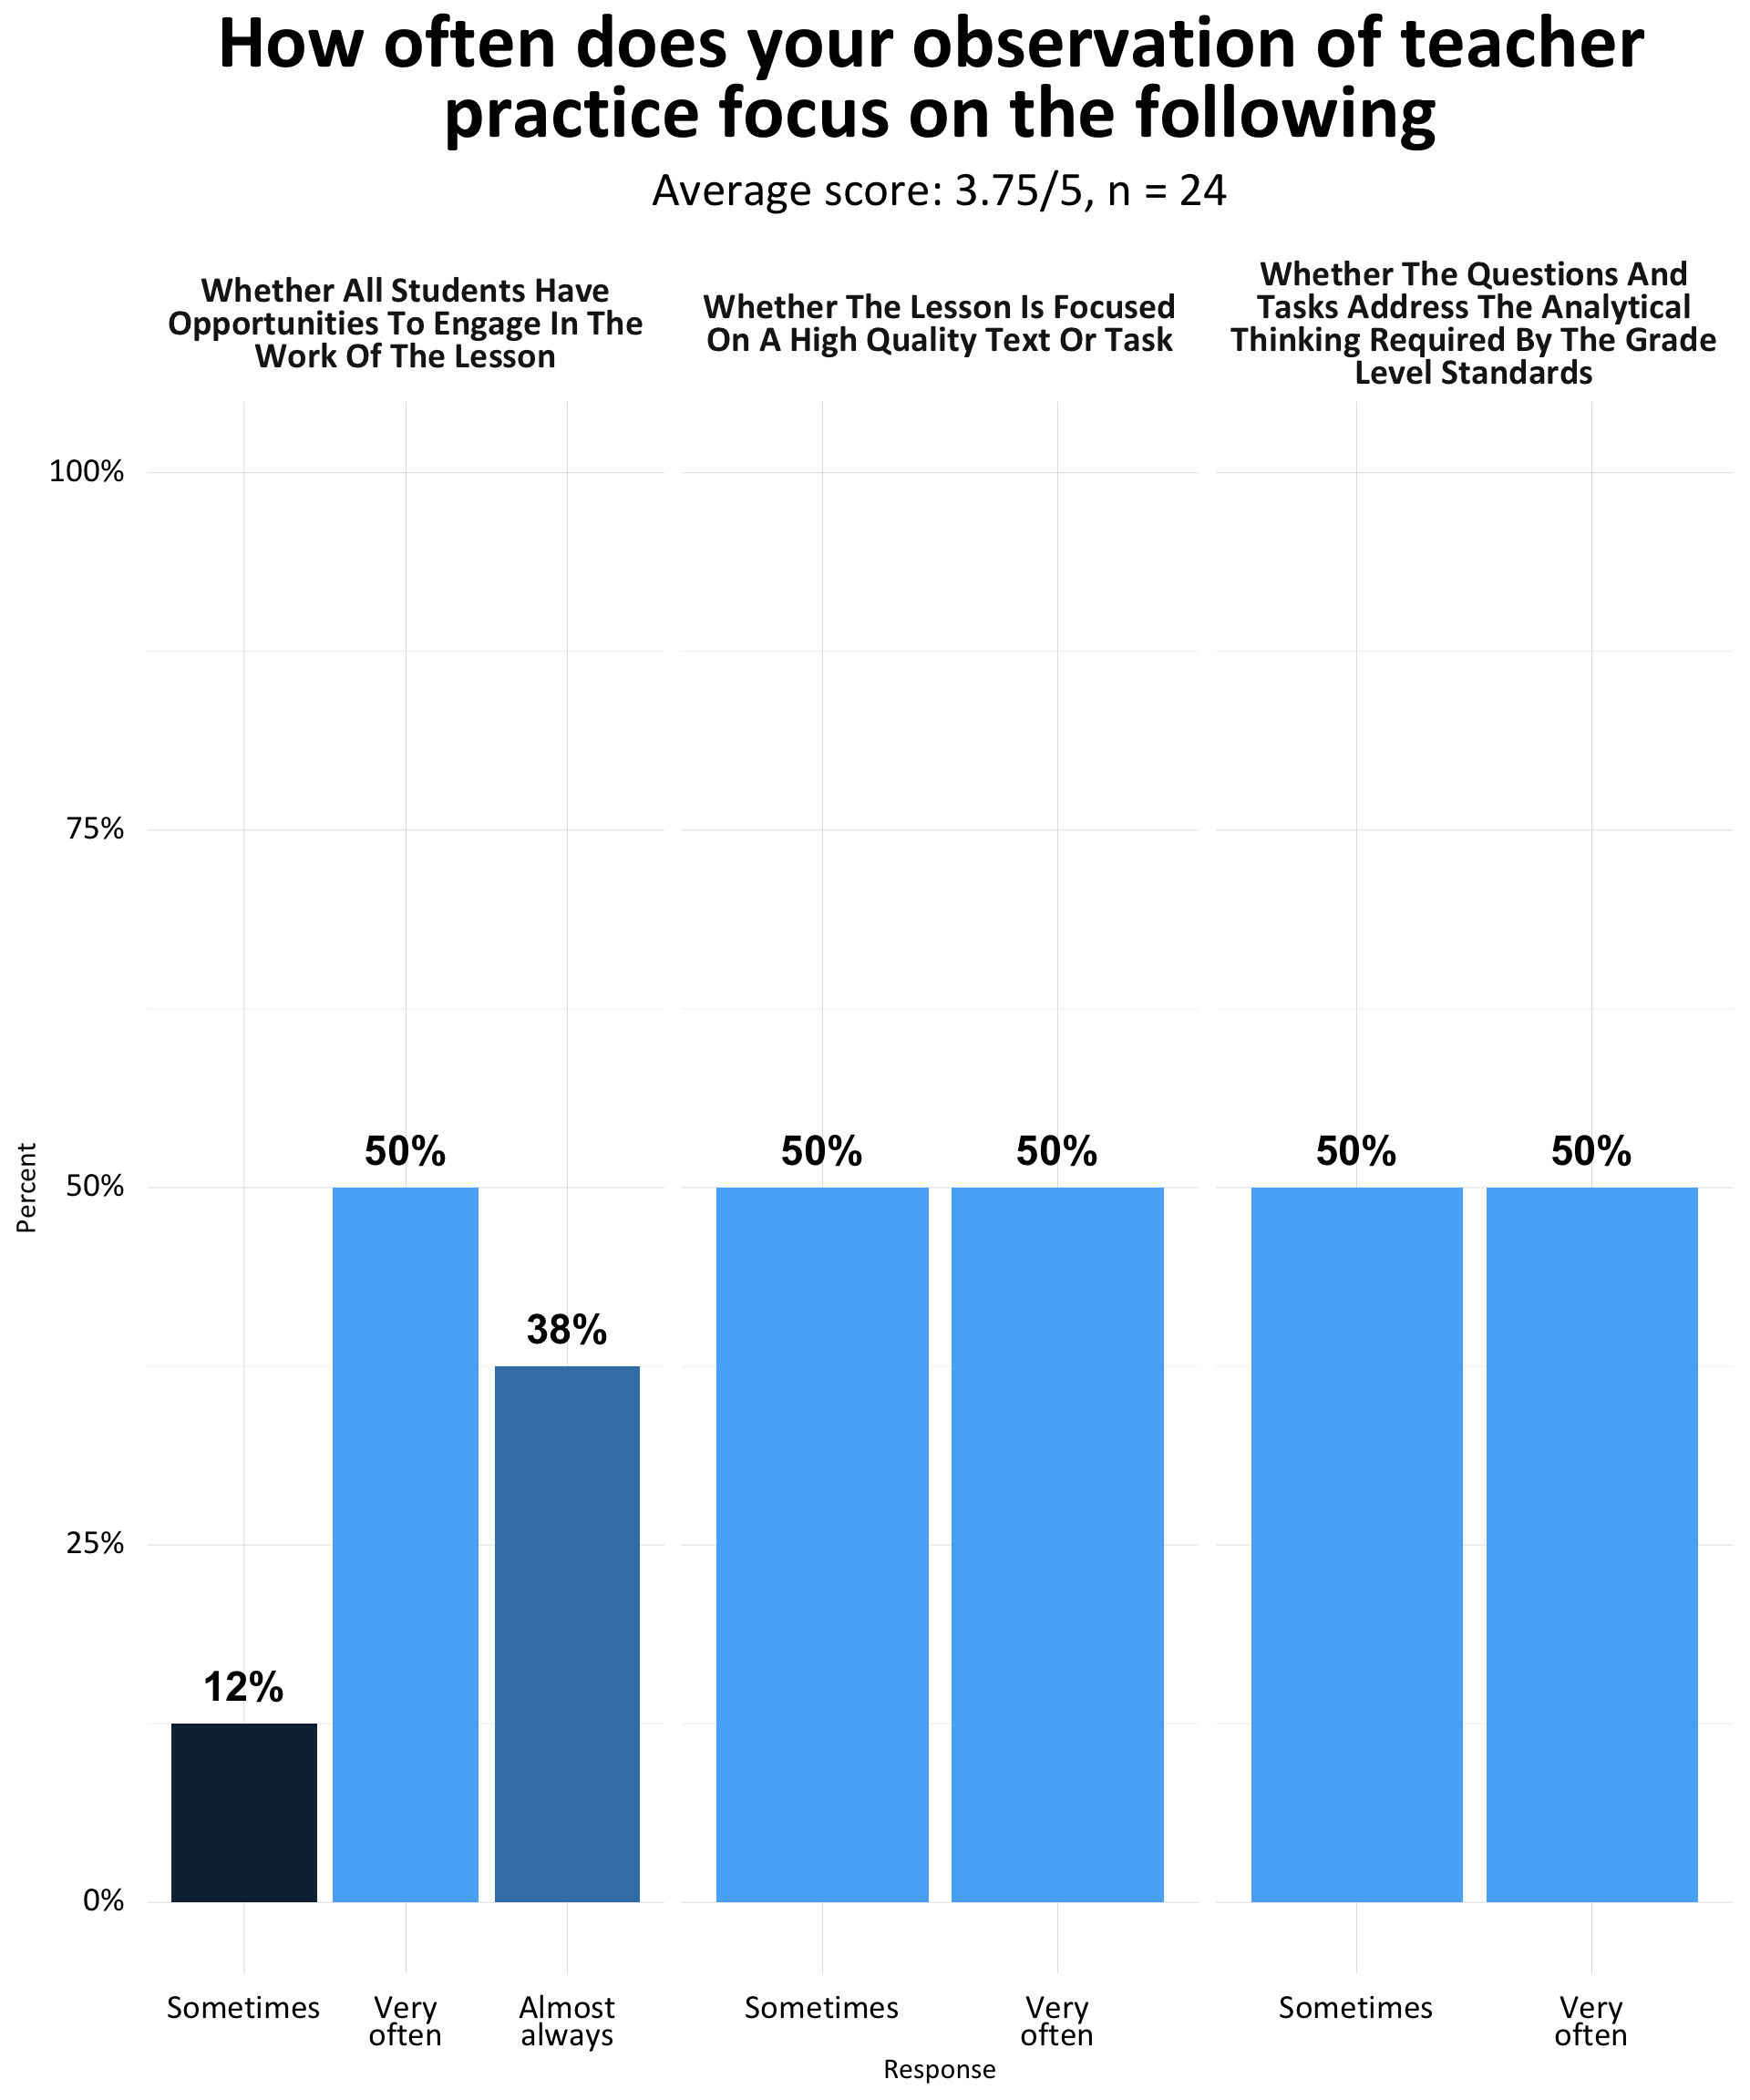 How often does your observation of teacher
practice focus on the following
Average score: 3.75/5, n = 24
Whether All Students Have
Opportunities To Engage In The
Work Of The Lesson
Whether The Lesson Is Focused
On A High Quality Text Or Task
Whether The Questions And
Tasks Address The Analytical
Thinking Required By The Grade
Level Standards
100%
75%
50%
25%
0%
Percent
12%
50%
38%
50%
50%
50%
50%
Sometimes
Very
often
Almost
always
Sometimes
Very
often
Sometimes
Very
often
Response